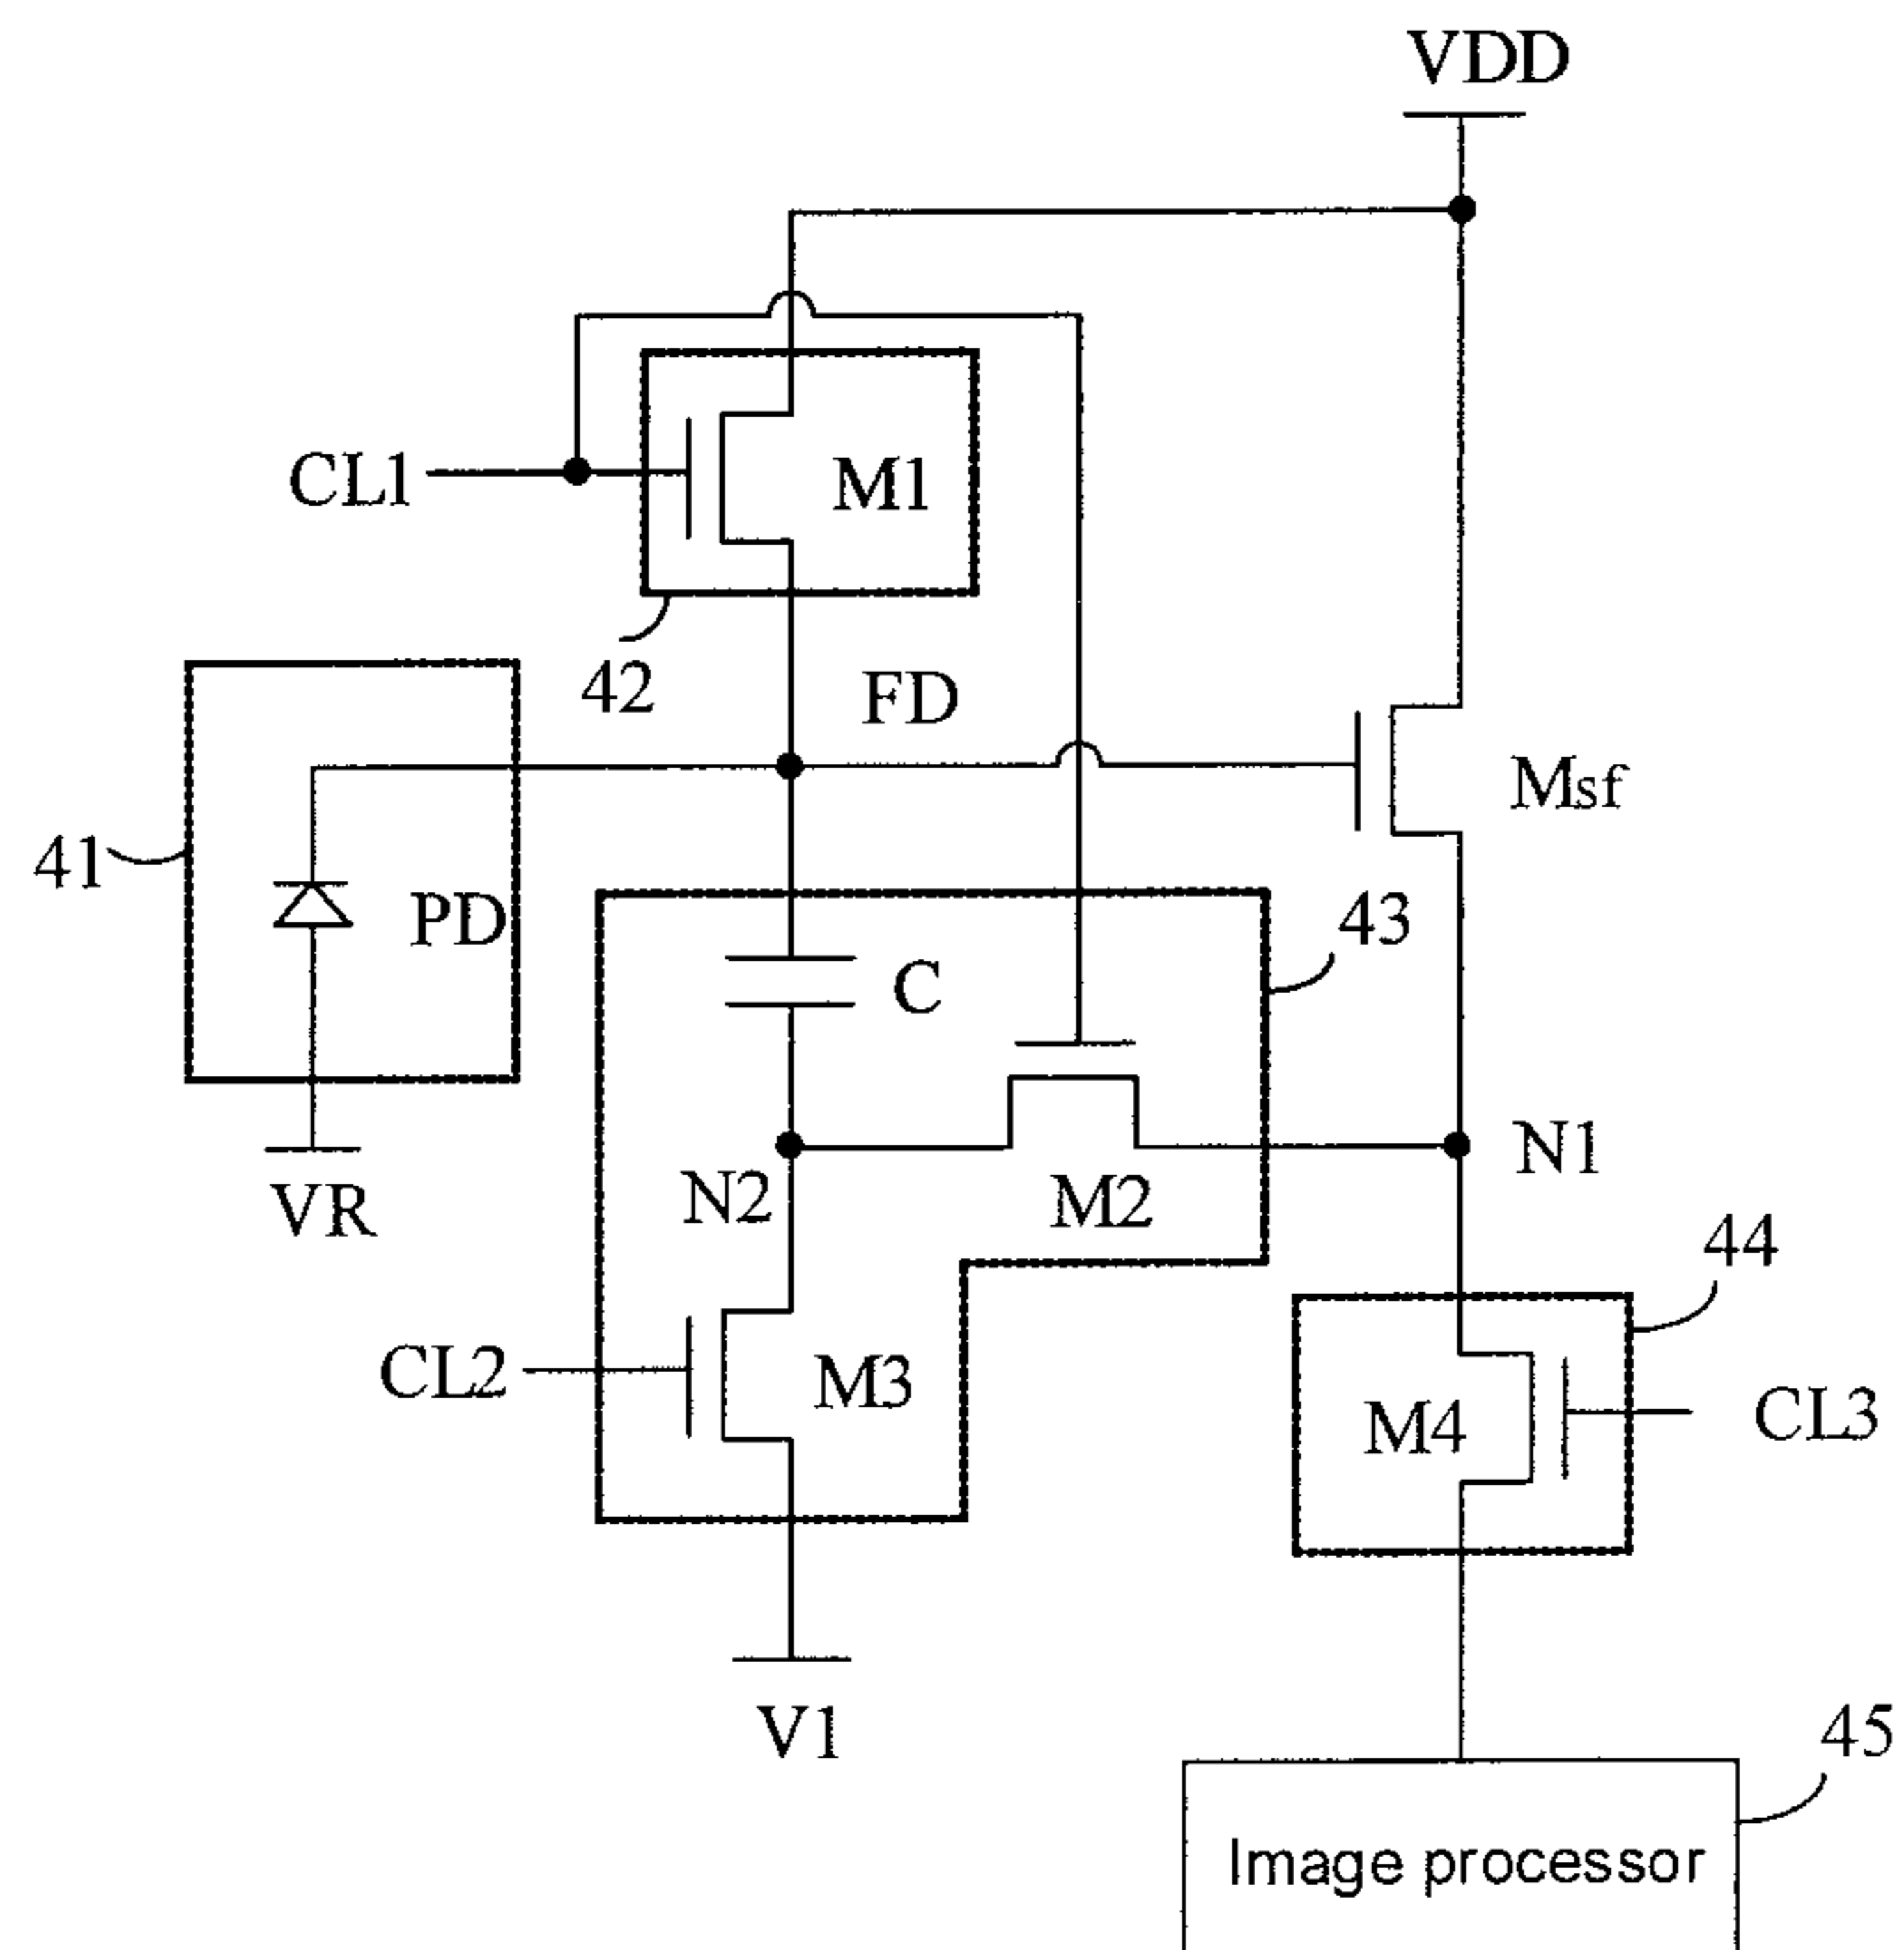 VDD
CL1
M1
42
FD
Msf
41
PD
43
C
N1
VR
N2
M2
44
CL2
M3
M4
CL3
V1
45
Image processor